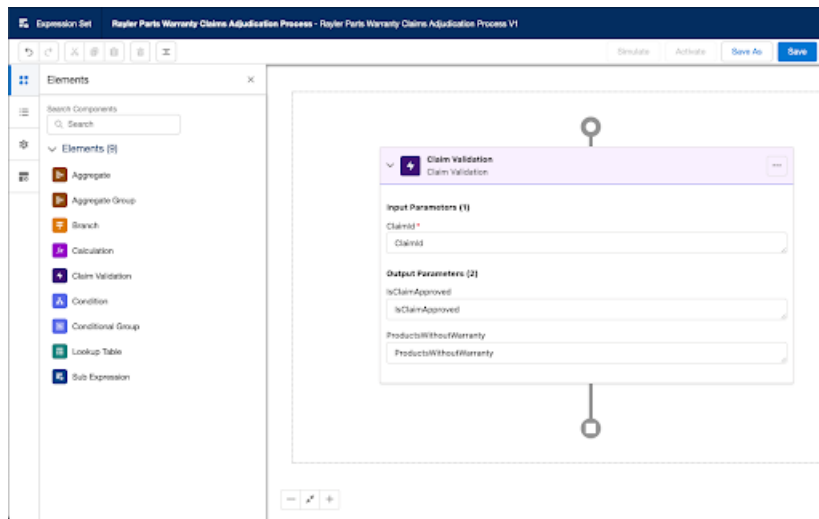 Expression Set
Rayler Parts Warranty Claims Adjudication Process - Rayler Parts Warranty Claims Adjudication Process V1
Simulate
Activate
Save As
Save
Elements
Search Components
Search
Elements (9)
Aggregate
Aggregate Group
Branch
Calculation
Claim Validation
Condition
Conditional Group
Lookup Table
Sub Expression
Claim Validation
Claim Validation
Input Parameters (1)
ClaimId *
ClaimId
Output Parameters (2)
IsClaimApproved
IsClaimApproved
ProductsWithoutWarranty
ProductsWithoutWarranty